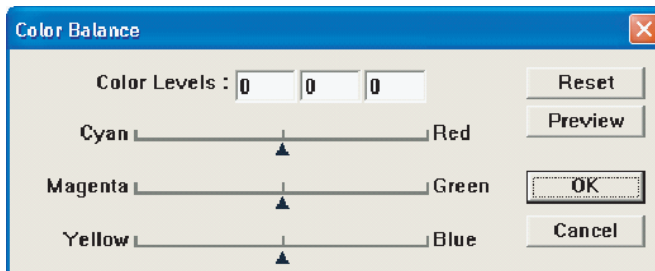 Color Balance
Color Levels : 0 0 0 Reset
Cyan Red Preview
Magenta Green OK
Yellow Blue Cancel